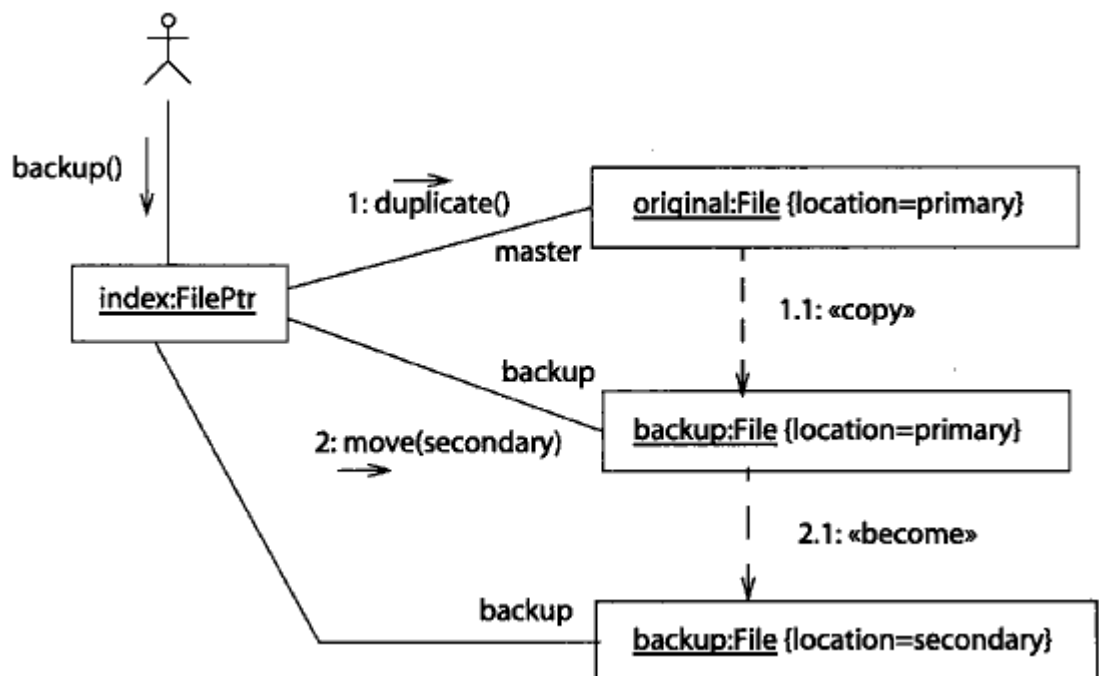 backup()
1: duplicate()
original:File {location=primary}
master
index:FilePtr
1.1: «copy»
backup
backup:File {location=primary}
2: move(secondary)
2.1: «become»
backup
backup:File {location=secondary}